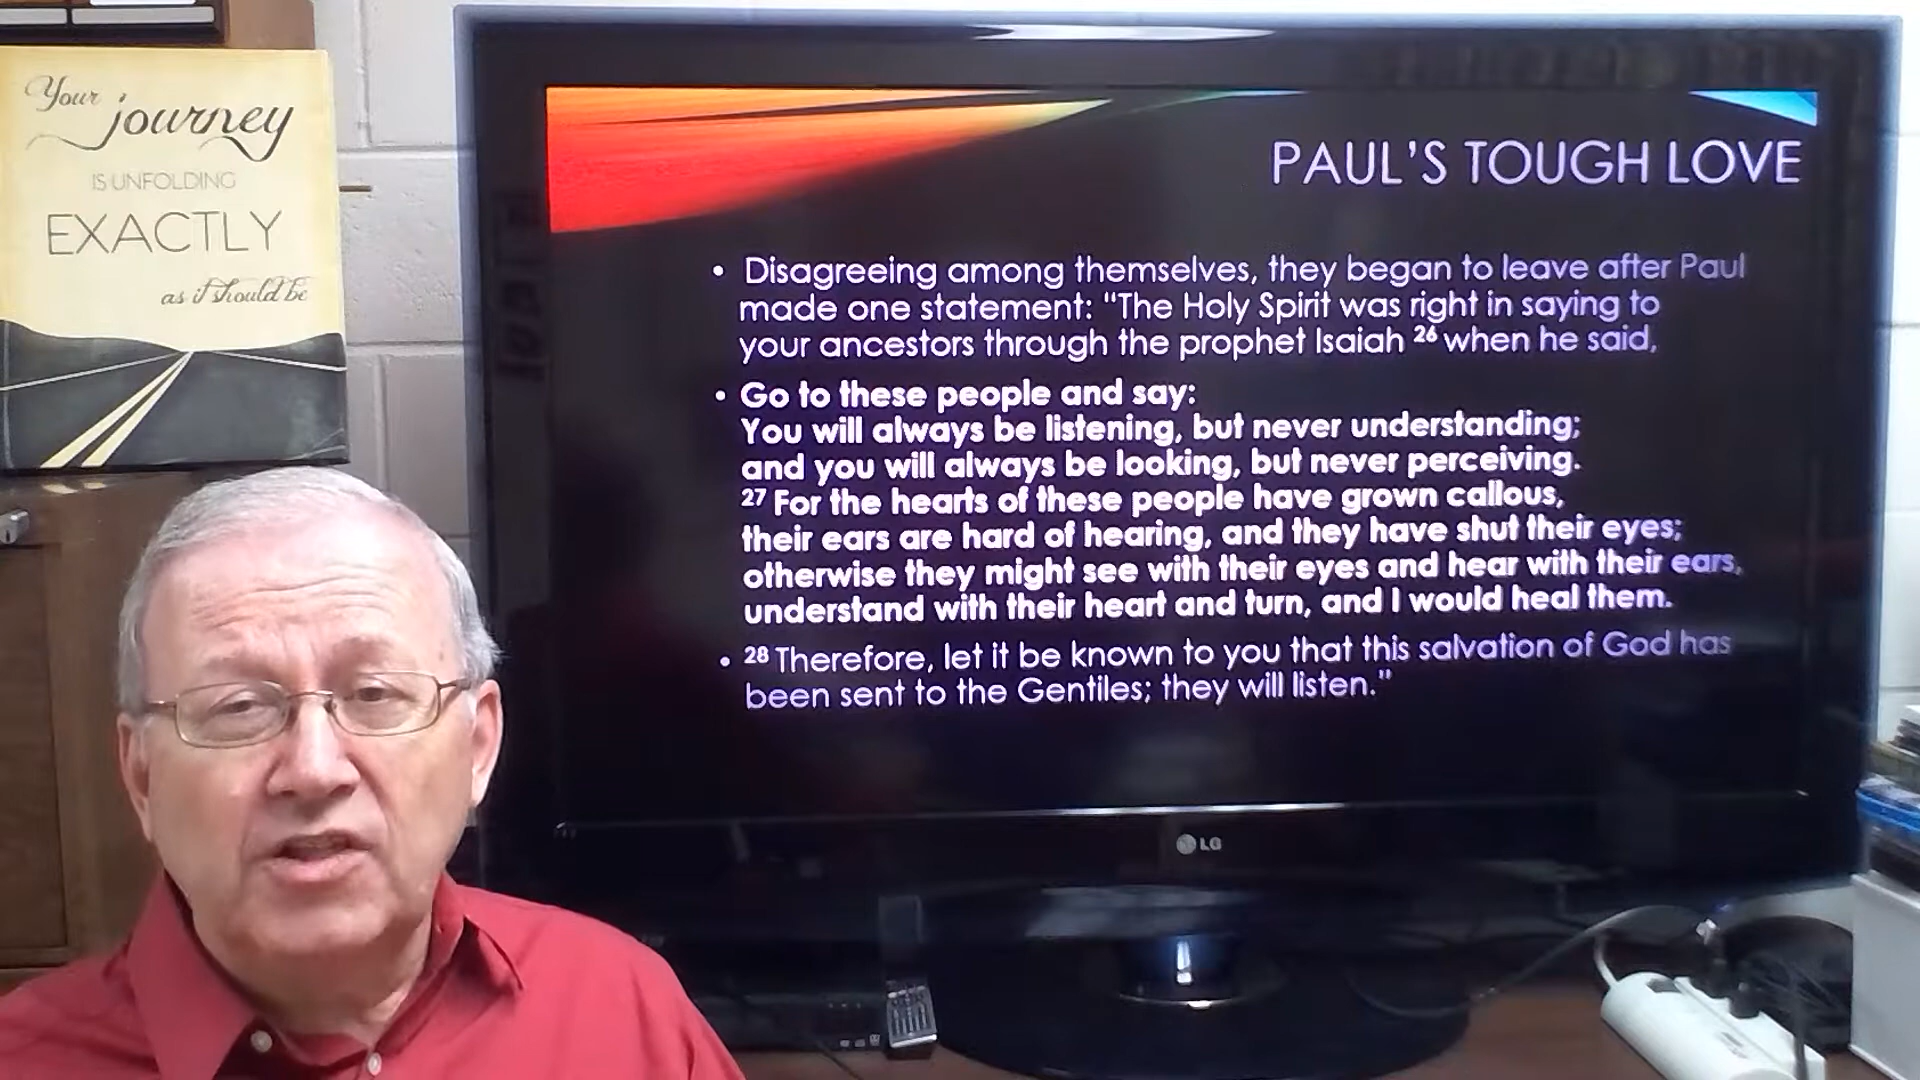 Your
journey
IS UNFOLDING
EXACTLY
as it should be
PAUL'S TOUGH LOVE
• Disagreeing among themselves, they began to leave after Paul
made one statement: “The Holy Spirit was right in saying to
your ancestors through the prophet Isaiah 26 when he said,
• Go to these people and say:
You will always be listening, but never understanding;
and you will always be looking, but never perceiving.
27 For the hearts of these people have grown callous,
their ears are hard of hearing, and they have shut their eyes;
otherwise they might see with their eyes and hear with their ears,
understand with their heart and turn, and I would heal them.
• 28 Therefore, let it be known to you that this salvation of God has
been sent to the Gentiles; they will listen.”
LG